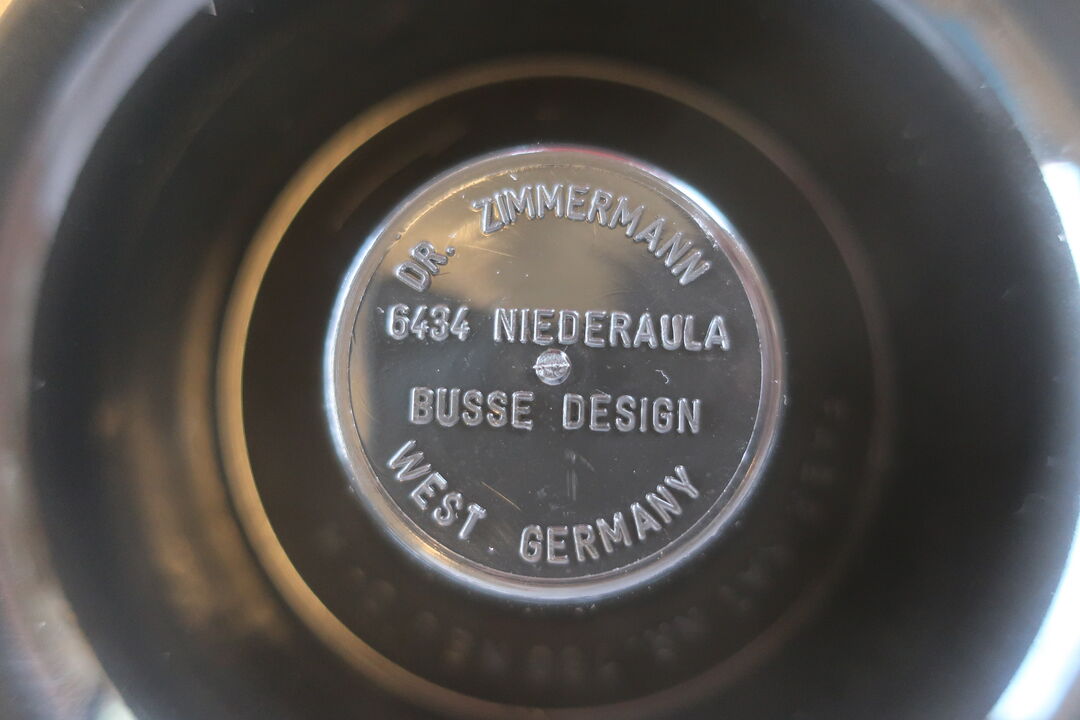 DR. ZIMMERMANN
6434 NIEDERAULA
BUSSE DESIGN
WEST GERMANY